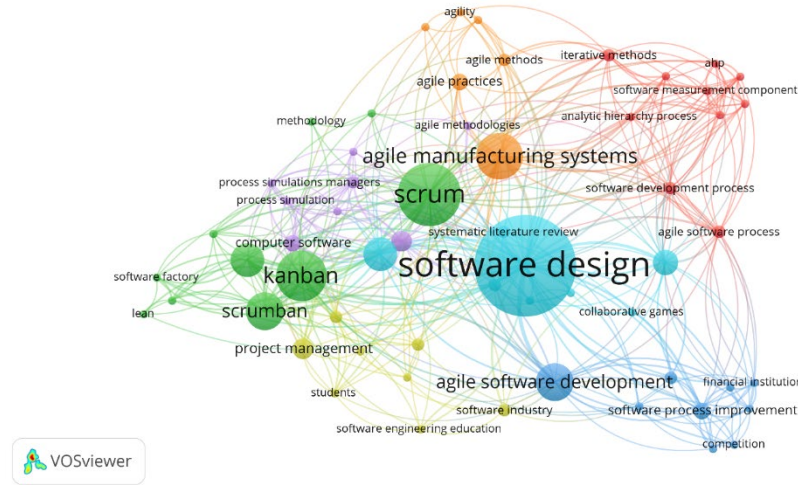 agility
agile methods
iterative methods
ahp
agile practices
software measurement component
methodology
agile methodologies
analytic hierarchy process
agile manufacturing systems
process simulations managers
scrum
software development process
process simulation
systematic literature review
agile software process
computer software
software design
software factory
kanban
lean
scrumban
collaborative games
project management
agile software development
financial institution
students
software industry
software process improvement
software engineering education
competition
VOSviewer